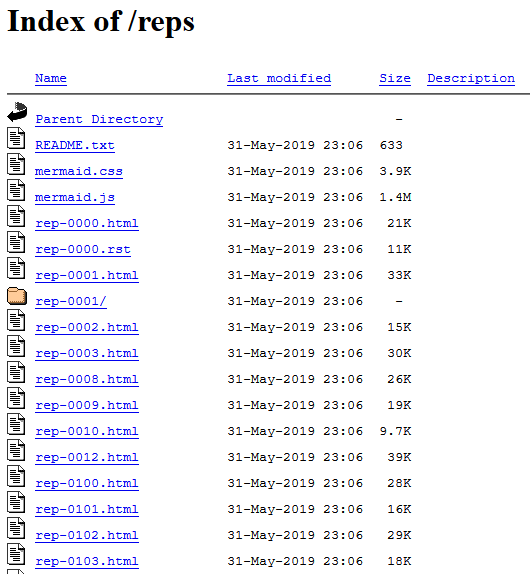 Index of /reps
Name Last modified Size Description
Parent Directory -
README.txt 31-May-2019 23:06 633
mermaid.css 31-May-2019 23:06 3.9K
mermaid.js 31-May-2019 23:06 1.4M
rep-0000.html 31-May-2019 23:06 21K
rep-0000.rst 31-May-2019 23:06 11K
rep-0001.html 31-May-2019 23:06 33K
rep-0001/ 31-May-2019 23:06 -
rep-0002.html 31-May-2019 23:06 15K
rep-0003.html 31-May-2019 23:06 30K
rep-0008.html 31-May-2019 23:06 26K
rep-0009.html 31-May-2019 23:06 19K
rep-0010.html 31-May-2019 23:06 9.7K
rep-0012.html 31-May-2019 23:06 39K
rep-0100.html 31-May-2019 23:06 28K
rep-0101.html 31-May-2019 23:06 16K
rep-0102.html 31-May-2019 23:06 29K
rep-0103.html 31-May-2019 23:06 18K